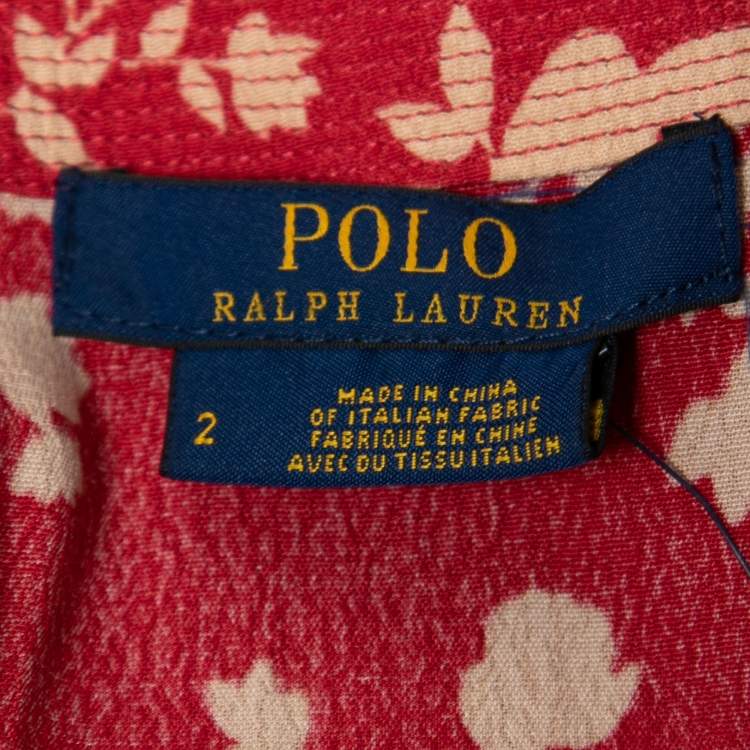 POLO
RALPH LAUREN
2
MADE IN CHINA
OF ITALIAN FABRIC
FABRIQUÉ EN CHINE
AVEC DU TISSU ITALIEN